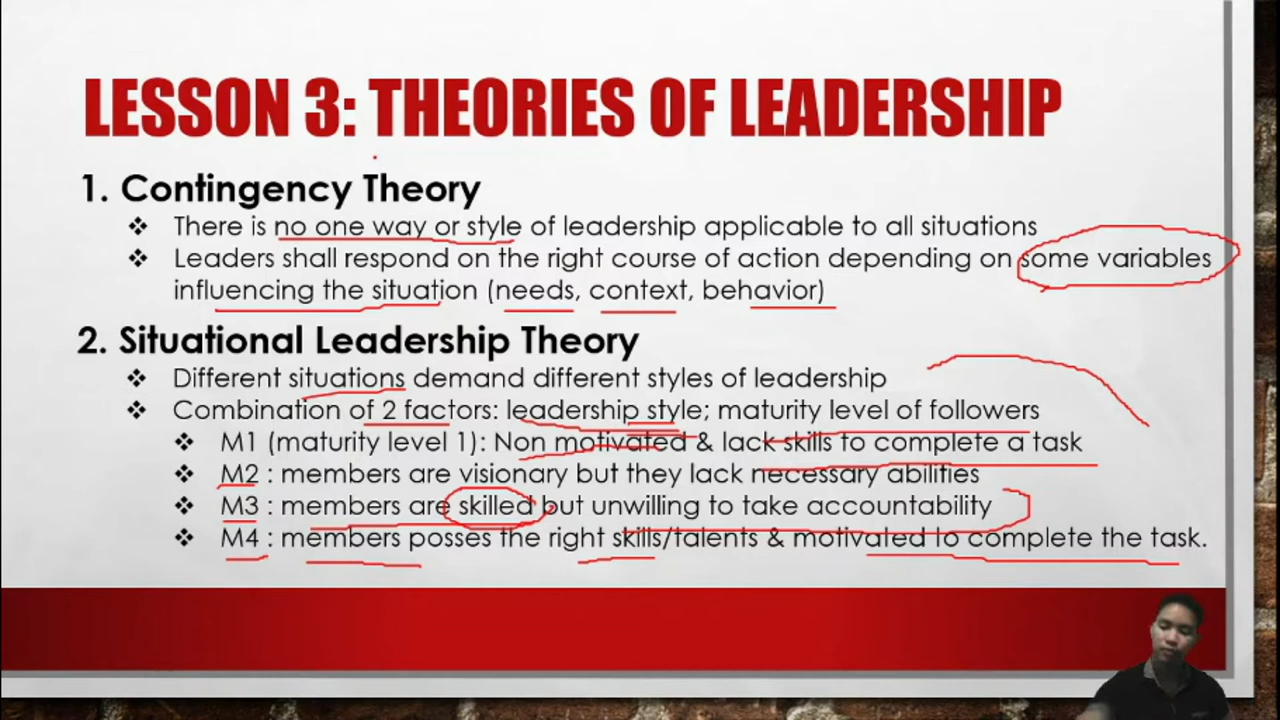 LESSON 3: THEORIES OF LEADERSHIP
1. Contingency Theory
❖ There is no one way or style of leadership applicable to all situations
❖ Leaders shall respond on the right course of action depending on some variables
influencing the situation (needs, context, behavior)
2. Situational Leadership Theory
❖ Different situations demand different styles of leadership
❖ Combination of 2 factors: leadership style; maturity level of followers
❖ M1 (maturity level 1): Non motivated & lack skills to complete a task
❖ M2 : members are visionary but they lack necessary abilities
❖ M3 : members are skilled but unwilling to take accountability
❖ M4 : members posses the right skills/talents & motivated to complete the task.